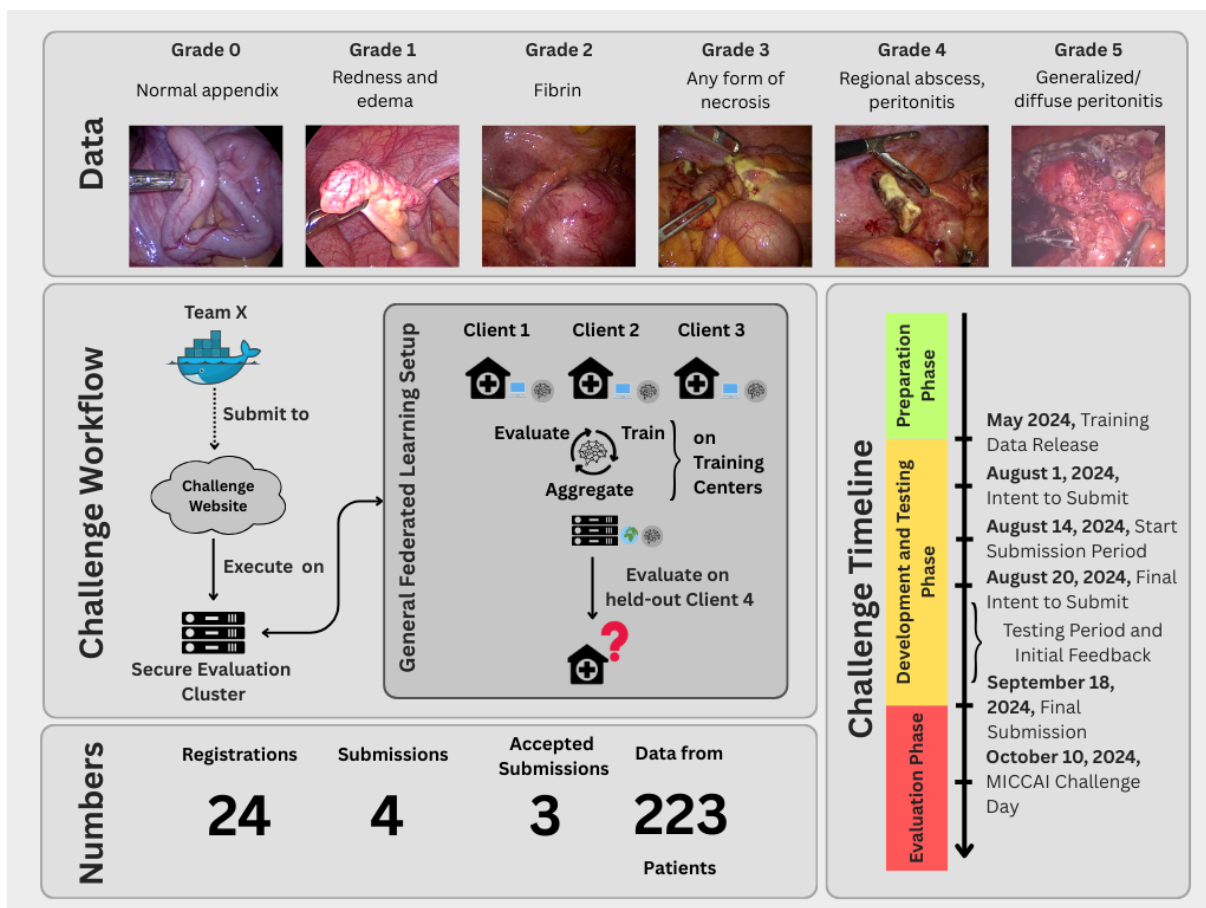 Data
Grade 0
Normal appendix
Grade 1
Redness and
edema
Grade 2
Fibrin
Grade 3
Any form of
necrosis
Grade 4
Regional abscess,
peritonitis
Grade 5
Generalized/
diffuse peritonitis
Challenge Workflow
Team X
Submit to
Challenge
Website
Execute on
Secure Evaluation
Cluster
General Federated Learning Setup
Client 1
Client 2
Client 3
Evaluate
Train
Aggregate
on
Training
Centers
Evaluate on
held-out Client 4
?
Challenge Timeline
Preparation
Phase
Development and Testing
Phase
Evaluation Phase
May 2024, Training
Data Release
August 1, 2024,
Intent to Submit
August 14, 2024, Start
Submission Period
August 20, 2024, Final
Intent to Submit
Testing Period and
Initial Feedback
September 18,
2024, Final
Submission
October 10, 2024,
MICCAI Challenge
Day
Numbers
Registrations
24
Submissions
4
Accepted
Submissions
3
Data from
223
Patients